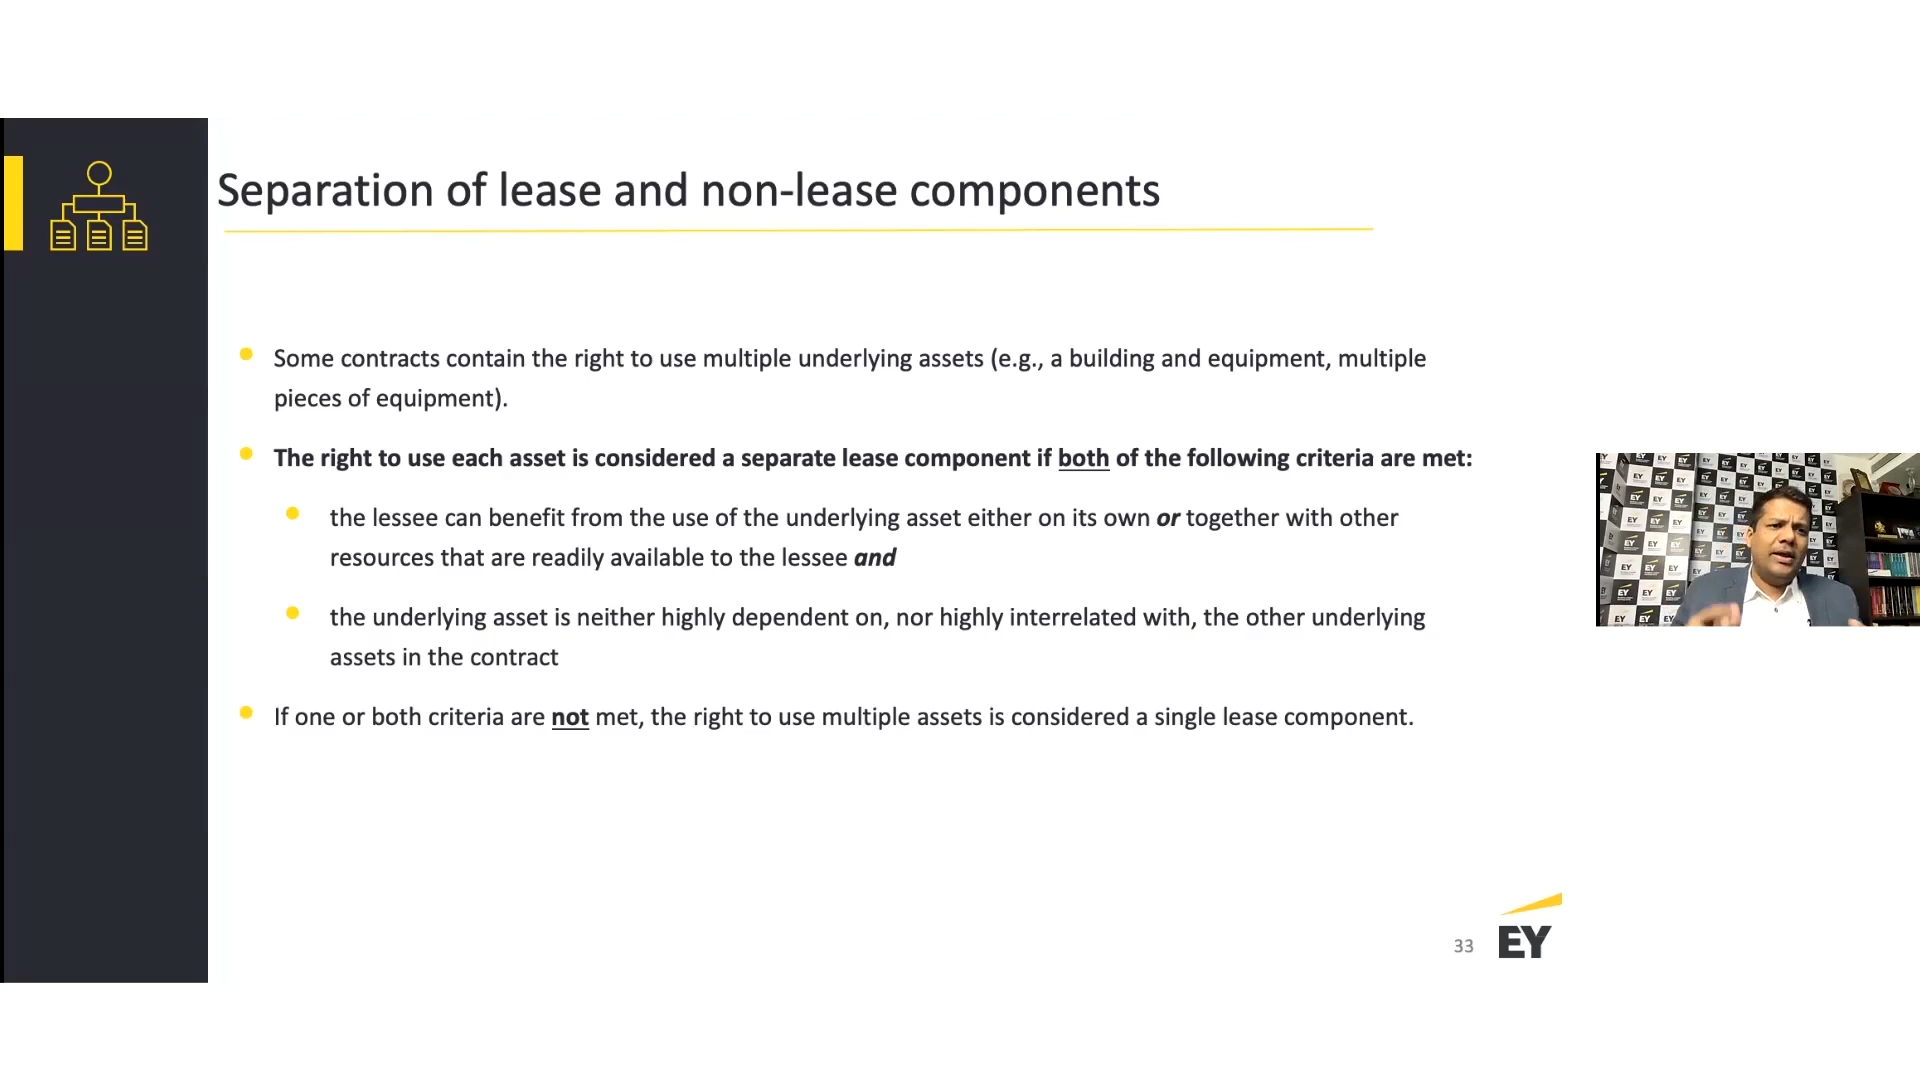 Separation of lease and non-lease components
Some contracts contain the right to use multiple underlying assets (e.g., a building and equipment, multiple
pieces of equipment).
The right to use each asset is considered a separate lease component if both of the following criteria are met:
the lessee can benefit from the use of the underlying asset either on its own or together with other
resources that are readily available to the lessee and
the underlying asset is neither highly dependent on, nor highly interrelated with, the other underlying
assets in the contract
If one or both criteria are not met, the right to use multiple assets is considered a single lease component.
33
EY